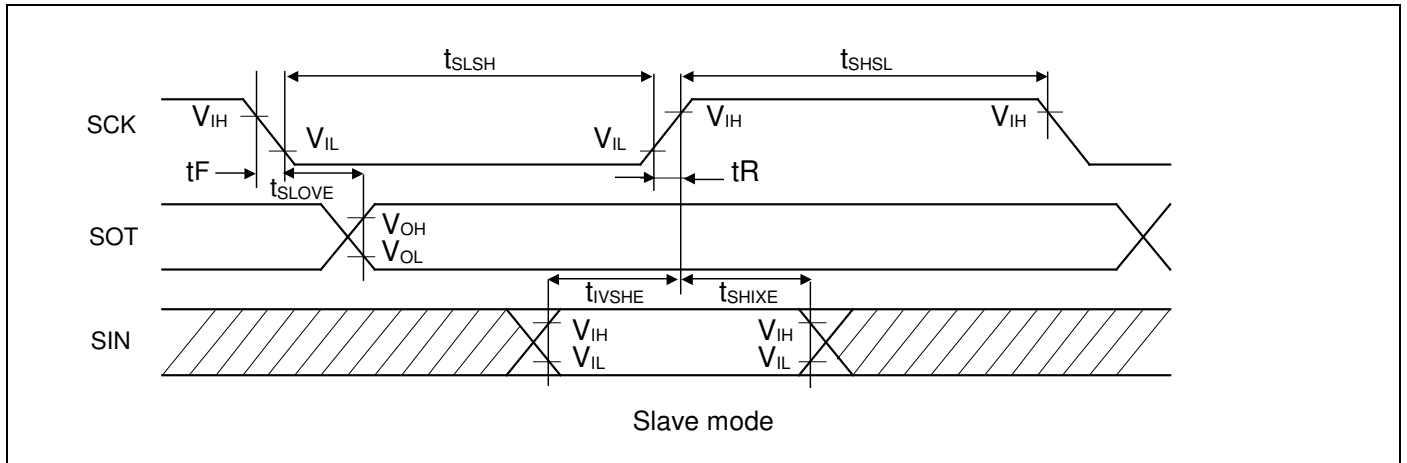 tSLSH tSHSL
SCK VIH VIL VIL VIH VIH
tF tSLOVE tR
SOT VOH
VOL
tIVSHE tSHIXE
SIN VIH VIH
VIL VIL
Slave mode